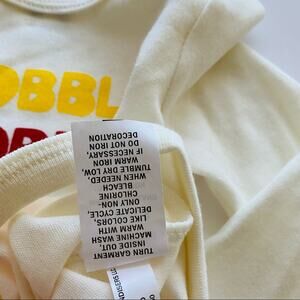 OBBL
TURN GARMENT
INSIDE OUT,
MACHINE WASH
WARM WITH
LIKE COLORS,
DELICATE CYCLE,
ONLY NON-
BLEACH
WHEN NEEDED,
TUMBLE DRY LOW,
WARM IRON
IF NECESSARY,
DO NOT IRON
DECORATION